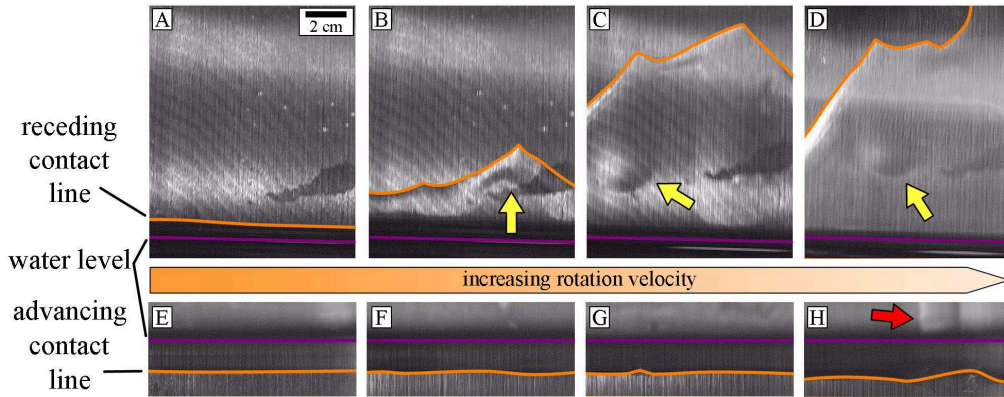 A
2 cm
B
C
D
receding
contact
line
water level
increasing rotation velocity
advancing
contact
line
E
F
G
H